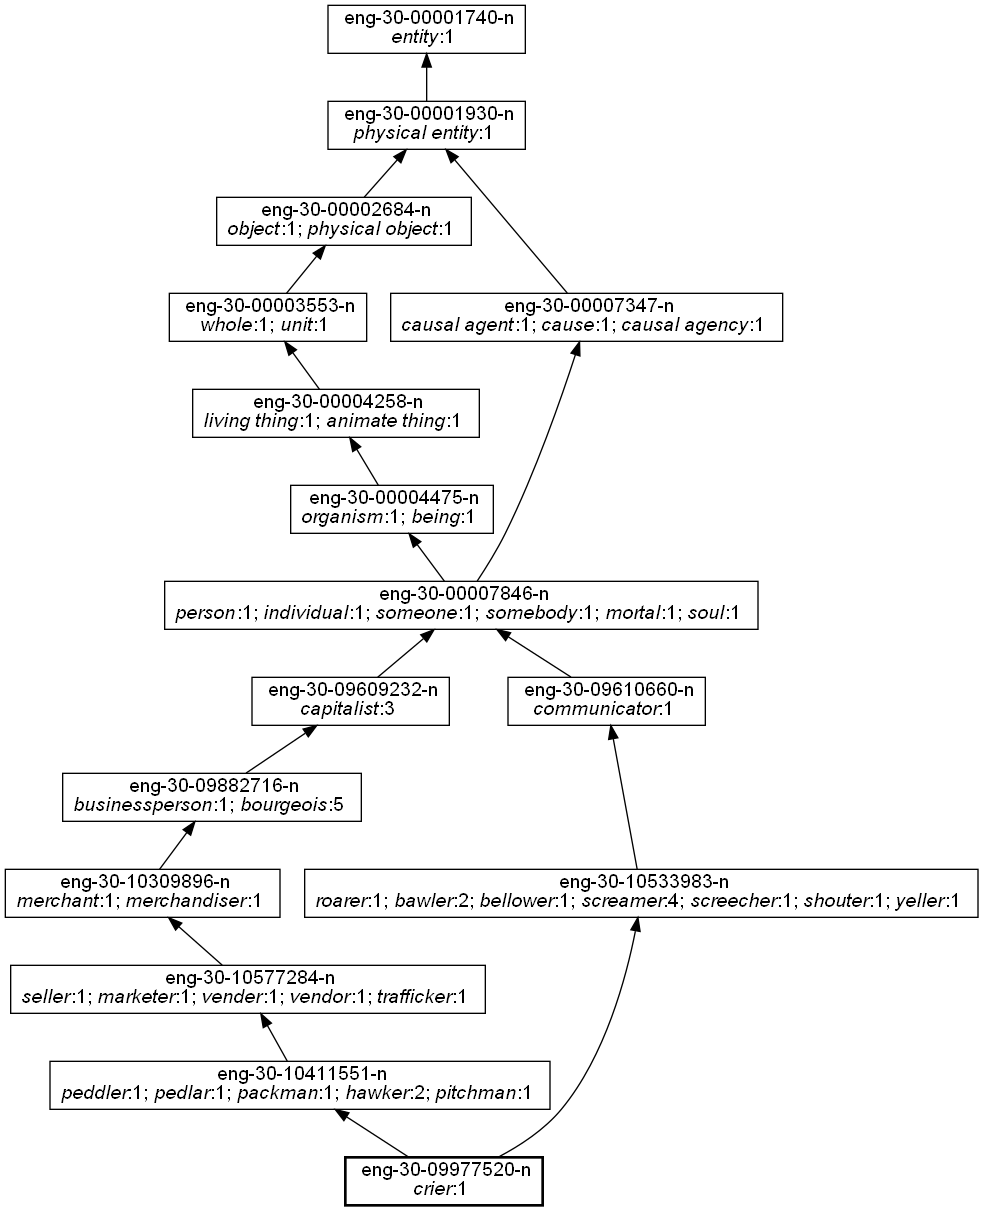 eng-30-00001740-n
entity:1
eng-30-00001930-n
physical entity:1
eng-30-00002684-n
object:1; physical object:1
eng-30-00003553-n
whole:1; unit:1
eng-30-00007347-n
causal agent:1; cause:1; causal agency:1
eng-30-00004258-n
living thing:1; animate thing:1
eng-30-00004475-n
organism:1; being:1
eng-30-00007846-n
person:1; individual:1; someone:1; somebody:1; mortal:1; soul:1
eng-30-09609232-n
capitalist:3
eng-30-09610660-n
communicator:1
eng-30-09882716-n
businessperson:1; bourgeois:5
eng-30-10309896-n
merchant:1; merchandiser:1
eng-30-10533983-n
roarer:1; bawler:2; bellower:1; screamer:4; screecher:1; shouter:1; yeller:1
eng-30-10577284-n
seller:1; marketer:1; vender:1; vendor:1; trafficker:1
eng-30-10411551-n
peddler:1; pedlar:1; packman:1; hawker:2; pitchman:1
eng-30-09977520-n
crier:1